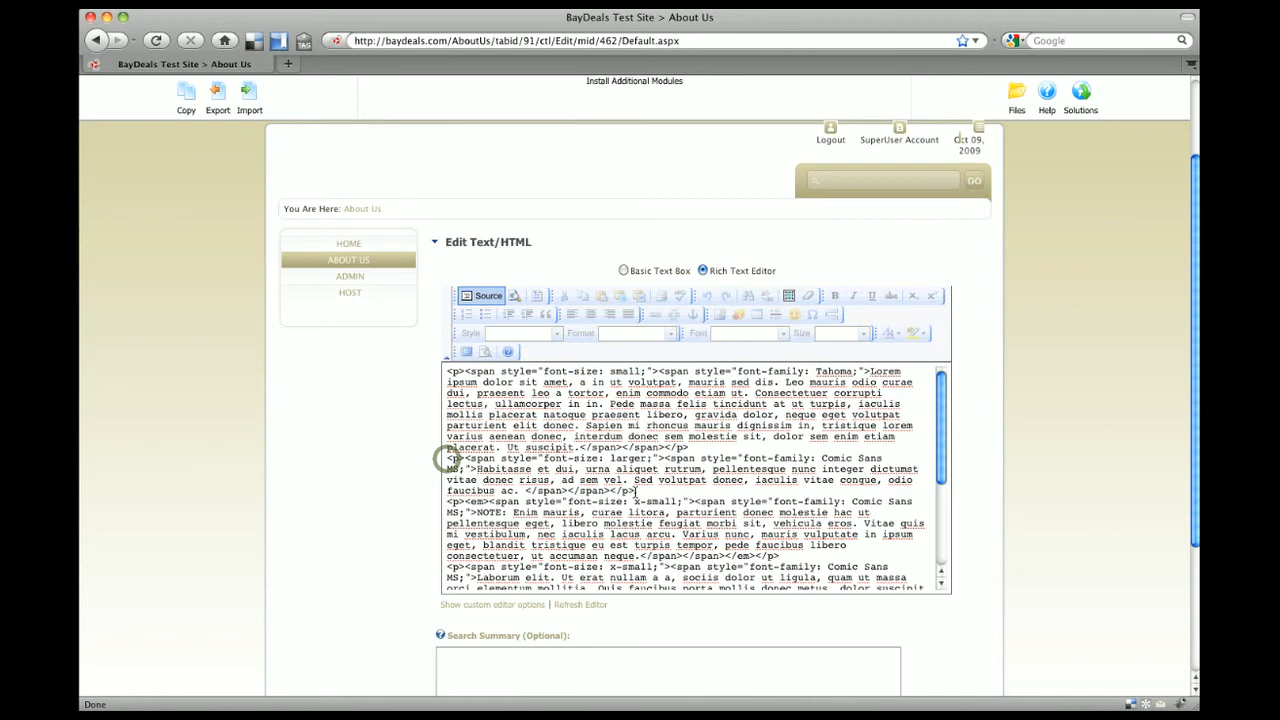 BayDeals Test Site > About Us
http://baydeals.com/AboutUs/tabid/91/ctl/Edit/mid/462/Default.aspx
Google
TAG
BayDeals Test Site > About Us
Install Additional Modules
Copy Export Import
Files Help Solutions
Logout SuperUser Account Oct 09,
2009
GO
You Are Here: About Us
HOME
ABOUT US
ADMIN
HOST
Edit Text/HTML
Basic Text Box Rich Text Editor
Source
Style Format Font Size
<p><span style="font-size: small;"><span style="font-family: Tahoma;">Lorem
ipsum dolor sit amet, a in ut volutpat, mauris sed dis. Leo mauris odio curae
dui, praesent leo a tortor, enim commodo etiam ut. Consectetuer corrupti
lectus, ullamcorper in in. Pede massa felis tincidunt at ut turpis, iaculis
mollis placerat natoque praesent libero, gravida dolor, neque eget volutpat
parturient elit donec. Sapien mi rhoncus mauris dignissim in, tristique lorem
varius aenean donec, interdum donec sem molestie sit, dolor sem enim etiam
placerat. Ut suscipit.</span></span></p>
<p><span style="font-size: larger;"><span style="font-family: Comic Sans
MS;">Habitasse et dui, urna aliquet rutrum, pellentesque nunc integer dictumst
vitae donec risus, ad sem vel. Sed volutpat donec, iaculis vitae congue, odio
faucibus ac. </span></span></p>
<p><em><span style="font-size: x-small;"><span style="font-family: Comic Sans
MS;">NOTE: Enim mauris, curae litora, parturient donec molestie hac ut
pellentesque eget, libero molestie feugiat morbi sit, vehicula eros. Vitae quis
mi vestibulum, nec iaculis lacus arcu. Varius nunc, mauris vulputate in ipsum
eget, blandit tristique eu est turpis tempor, pede faucibus libero
consectetuer, ut accumsan neque.</span></span></em></p>
<p><span style="font-size: x-small;"><span style="font-family: Comic Sans
MS;">Laborum elit. Ut erat nullam a a, sociis dolor ut ligula, quam ut massa
orci elementum mollitia. Quis faucibus porta mollis donec metus, dolor suscipit
Show custom editor options | Refresh Editor
Search Summary (Optional):
Done